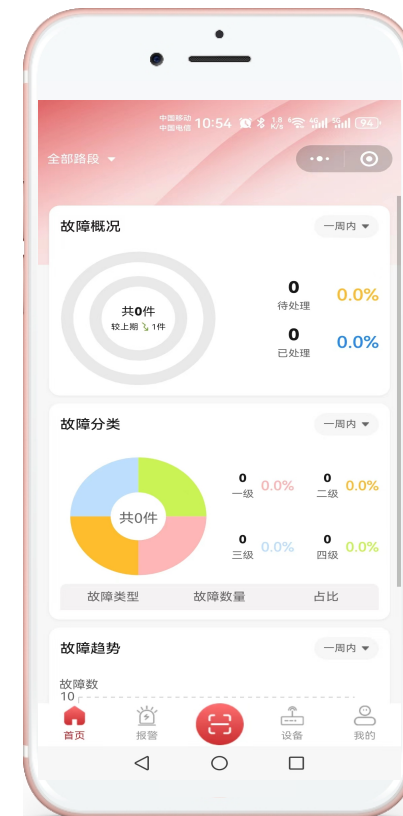 中国移动
中国电信
10:54
1.8
K/s
4G
5G
94
全部路段
故障概况
一周内
共0件
较上期 1件
0
待处理
0.0%
0
已处理
0.0%
故障分类
一周内
共0件
0
一级
0.0%
0
二级
0.0%
0
三级
0.0%
0
四级
0.0%
故障类型 故障数量 占比
故障趋势
一周内
故障数
10
首页
报警
设备
我的